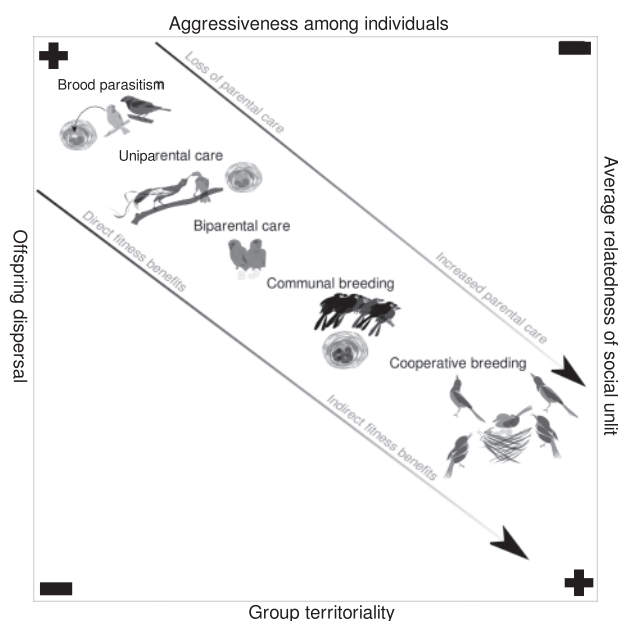 Aggressiveness among individuals
Loss of parental care
Brood parasitism
Uniparental care
Direct fitness benefits
Biparental care
Offspring dispersal
Average relatedness of social unlit
Increased parental care
Communal breeding
Cooperative breeding
Indirect fitness benefits
Group territoriality